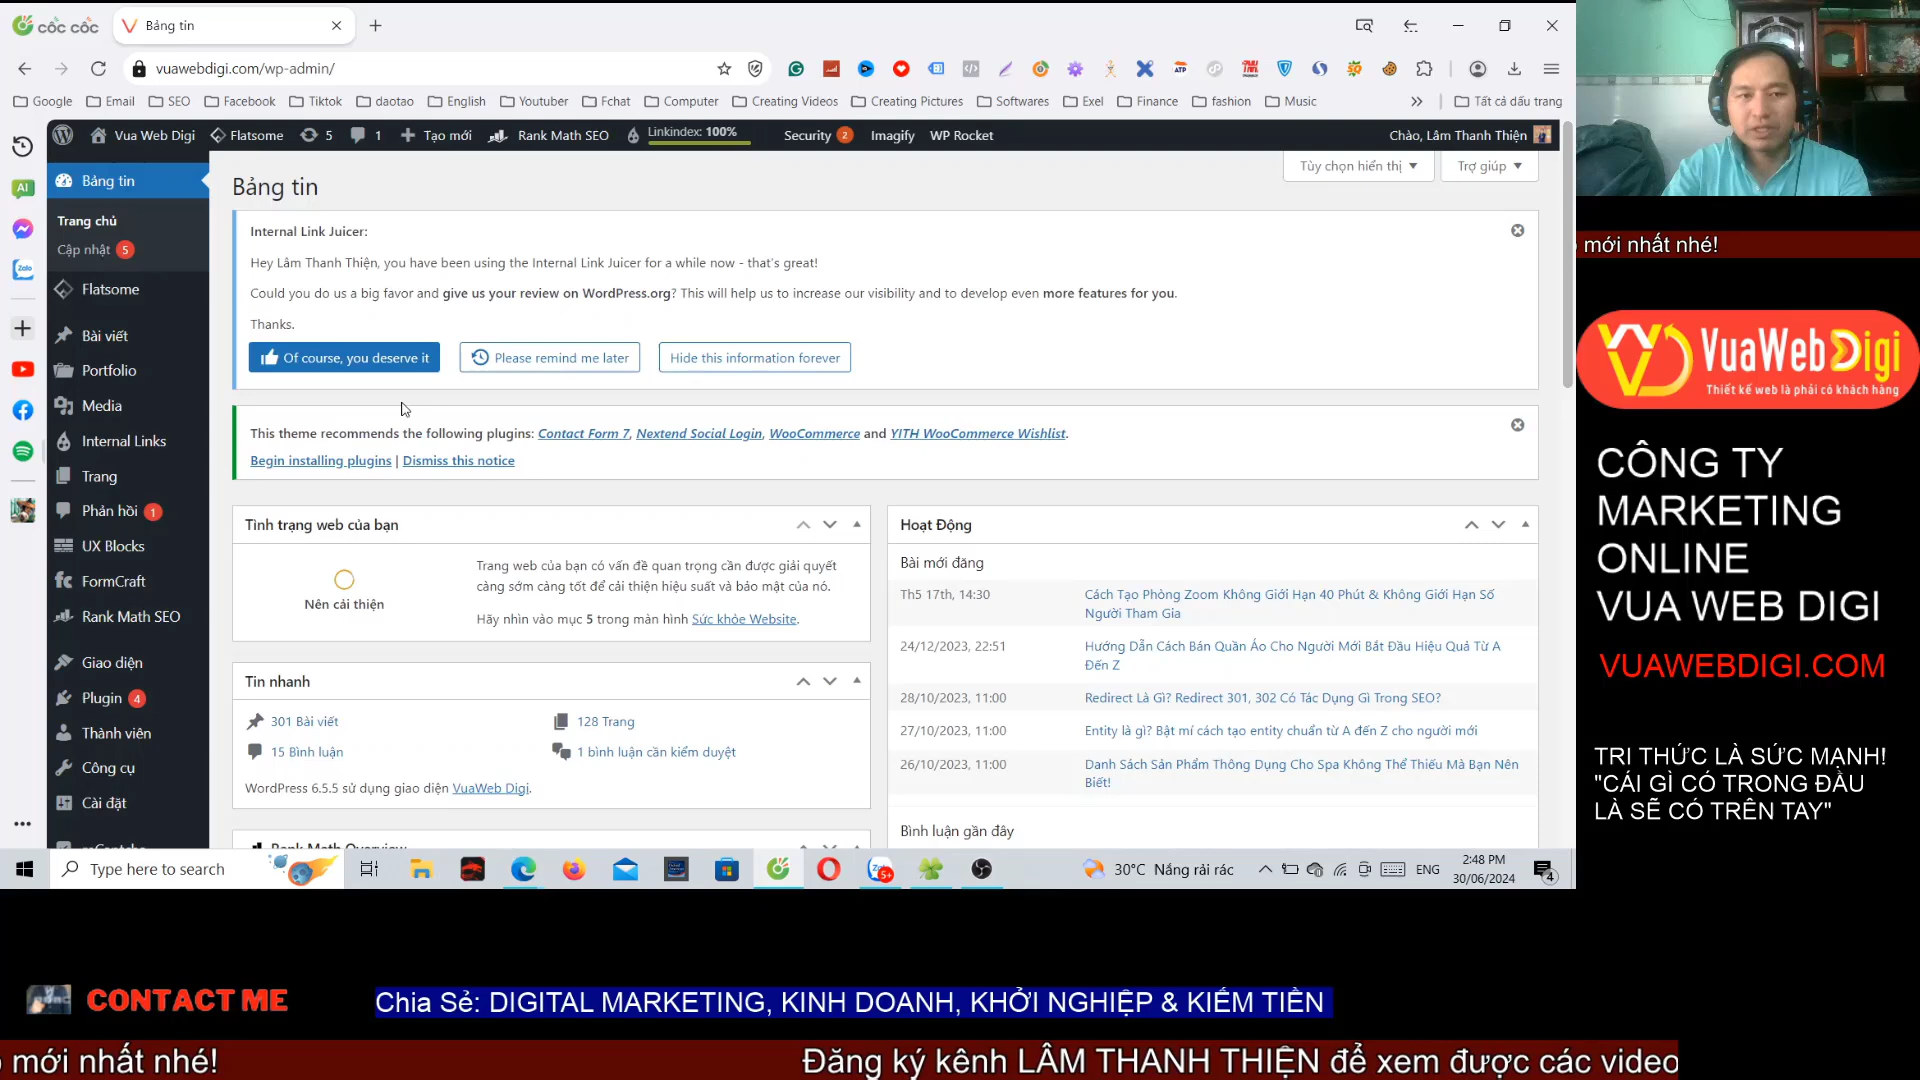 cốc cốc
Bảng tin
vuawebdigi.com/wp-admin/
Google Email SEO Facebook Tiktok daotao English Youtuber Fchat Computer Creating Videos Creating Pictures Softwares Exel Finance fashion Music Tất cả dấu trang
Vua Web Digi Flatsome 5 1 Tạo mới Rank Math SEO Linkindex: 100% Security 2 Imagify WP Rocket Chào, Lâm Thanh Thiện
Bảng tin
Trang chủ
Cập nhật 5
Flatsome
Bài viết
Portfolio
Media
Internal Links
Trang
Phản hồi 1
UX Blocks
FormCraft
Rank Math SEO
Giao diện
Plugin 4
Thành viên
Công cụ
Cài đặt
Tùy chọn hiển thị
Trợ giúp
Bảng tin
Internal Link Juicer:
Hey Lâm Thanh Thiện, you have been using the Internal Link Juicer for a while now - that's great!
Could you do us a big favor and give us your review on WordPress.org? This will help us to increase our visibility and to develop even more features for you.
Thanks.
Of course, you deserve it Please remind me later Hide this information forever
This theme recommends the following plugins: Contact Form 7, Nextend Social Login, WooCommerce and YITH WooCommerce Wishlist.
Begin installing plugins | Dismiss this notice
Tình trạng web của bạn
Nên cải thiện
Trang web của bạn có vấn đề quan trọng cần được giải quyết
càng sớm càng tốt để cải thiện hiệu suất và bảo mật của nó.
Hãy nhìn vào mục 5 trong màn hình Sức khỏe Website.
Tin nhanh
301 Bài viết 128 Trang
15 Bình luận 1 bình luận cần kiểm duyệt
WordPress 6.5.5 sử dụng giao diện VuaWeb Digi.
Rank Math Overview
Hoạt Động
Bài mới đăng
Th5 17th, 14:30 Cách Tạo Phòng Zoom Không Giới Hạn 40 Phút & Không Giới Hạn Số
Người Tham Gia
24/12/2023, 22:51 Hướng Dẫn Cách Bán Quần Áo Cho Người Mới Bắt Đầu Hiệu Quả Từ A
Đến Z
28/10/2023, 11:00 Redirect Là Gì? Redirect 301, 302 Có Tác Dụng Gì Trong SEO?
27/10/2023, 11:00 Entity là gì? Bật mí cách tạo entity chuẩn từ A đến Z cho người mới
26/10/2023, 11:00 Danh Sách Sản Phẩm Thông Dụng Cho Spa Không Thể Thiếu Mà Bạn Nên
Biết!
Bình luận gần đây
Type here to search
30°C Nắng rải rác
ENG
2:48 PM
30/06/2024
4
mới nhất nhé!
VuaWebDigi
Thiết kế web là phải có khách hàng
CÔNG TY
MARKETING
ONLINE
VUA WEB DIGI
VUAWEBDIGI.COM
TRI THỨC LÀ SỨC MẠNH!
"CÁI GÌ CÓ TRONG ĐẦU
LÀ SẼ CÓ TRÊN TAY"
CONTACT ME
Chia Sẻ: DIGITAL MARKETING, KINH DOANH, KHỞI NGHIỆP & KIẾM TIỀN
mới nhất nhé! Đăng ký kênh LÂM THANH THIỆN để xem được các video